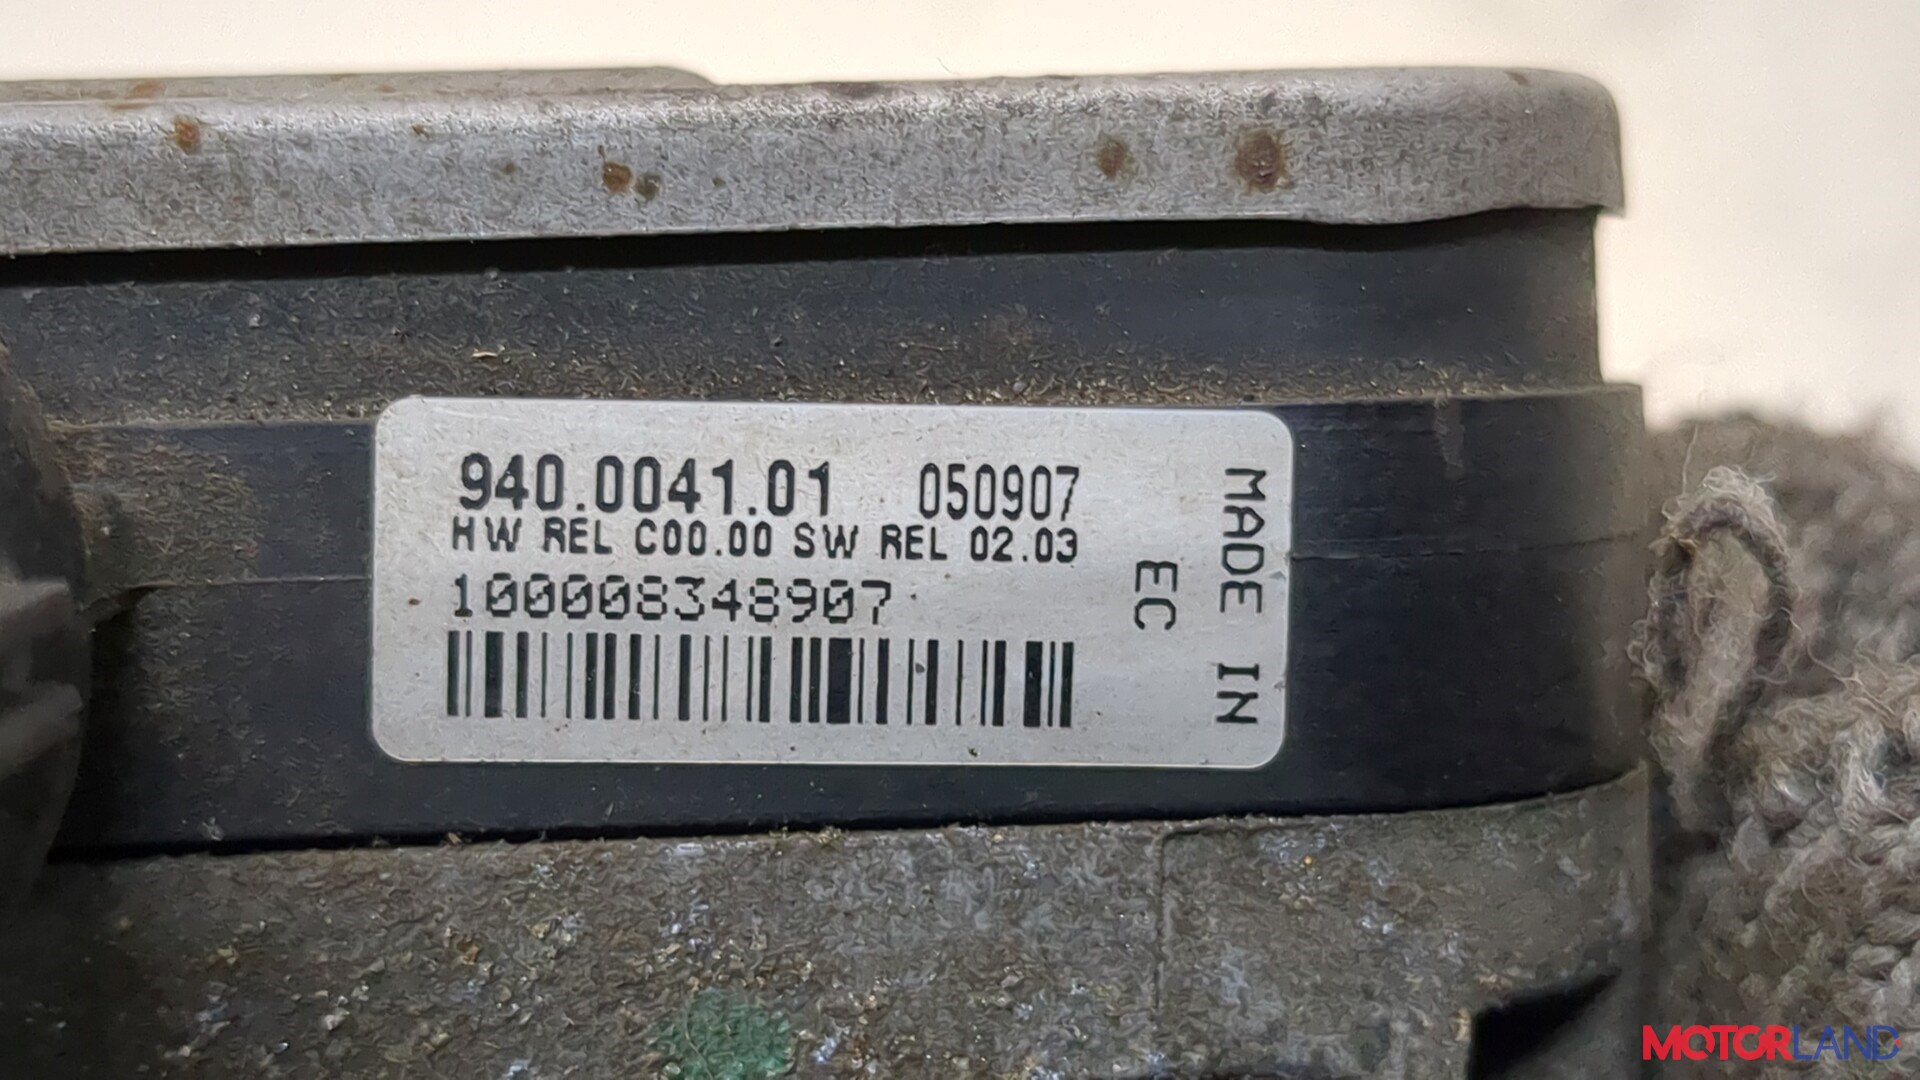 940.0041.01 050907
HW REL C00.00 SW REL 02.03
100008348907
MADE IN
EC
MOTORLAND